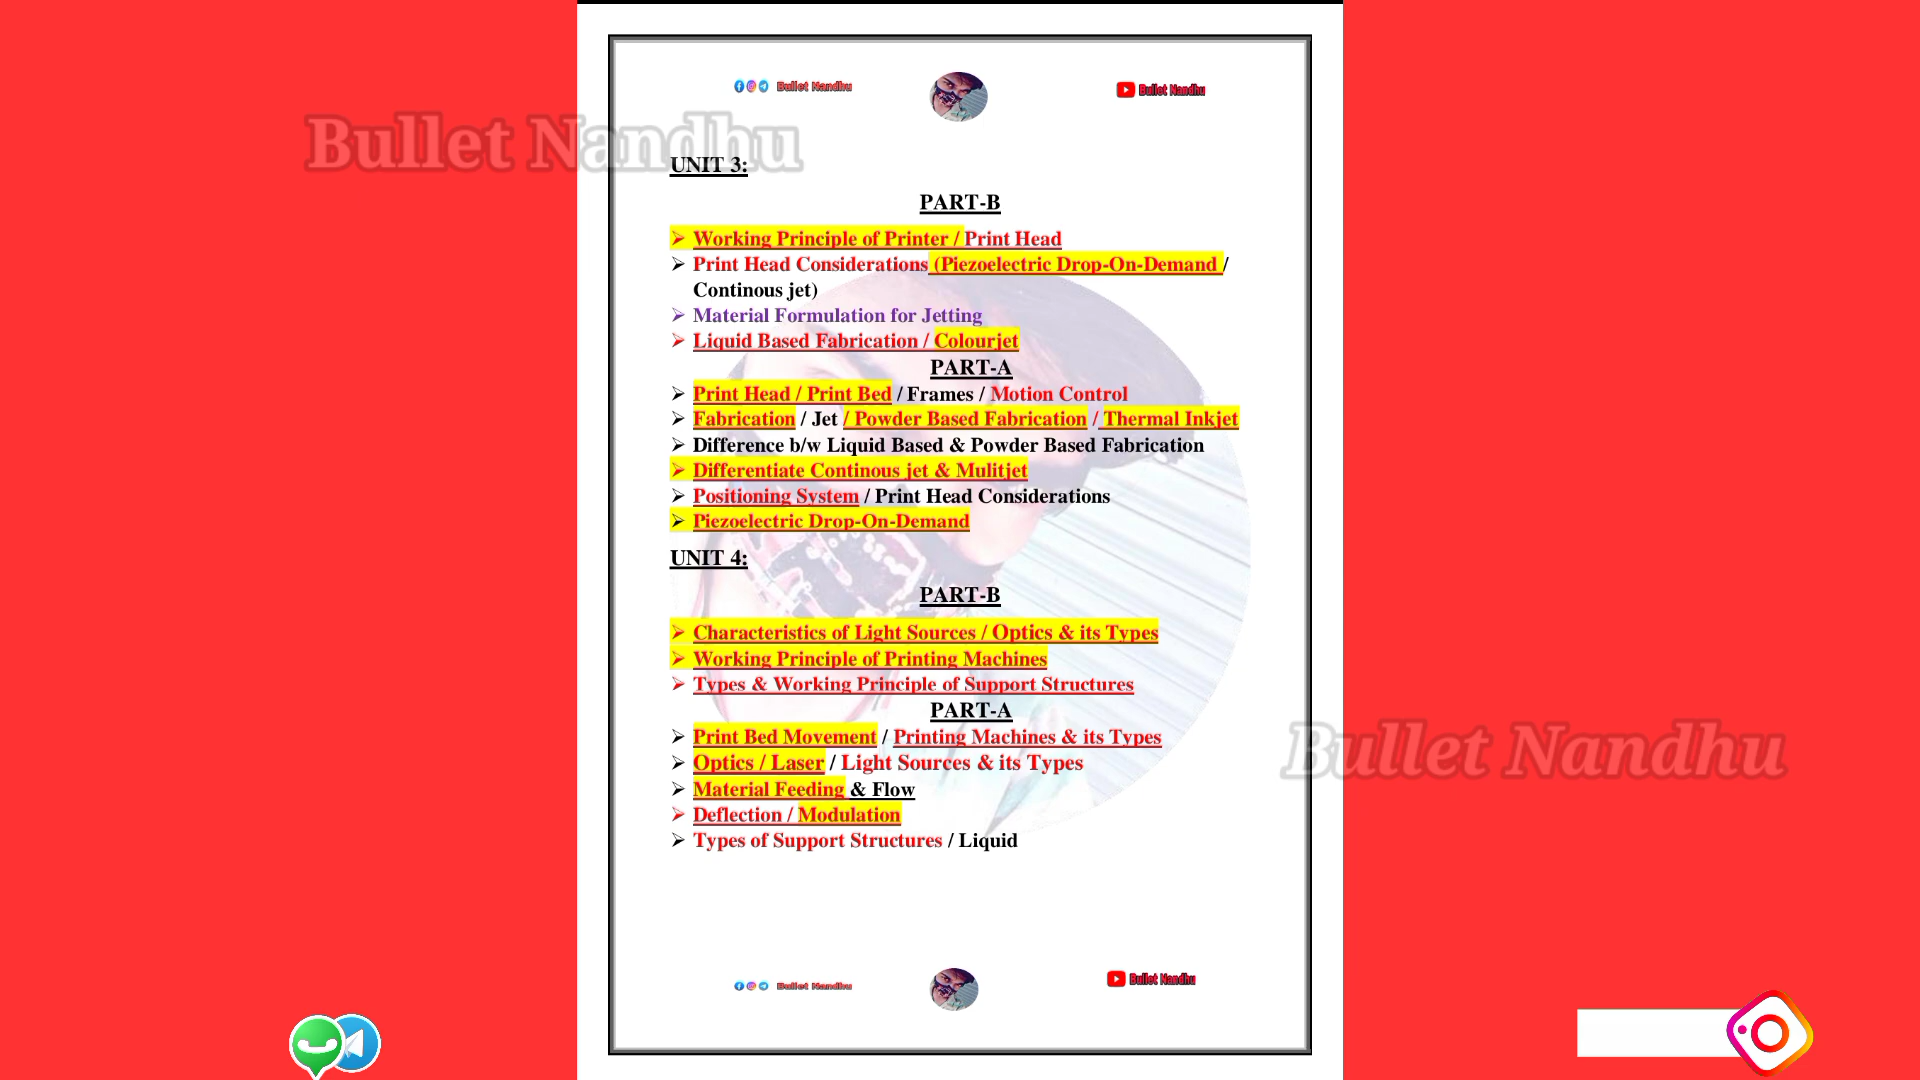 Bullet Nandhu
Bullet Nandhu
Bullet Nandhu
UNIT 3:
PART-B
Working Principle of Printer / Print Head
Print Head Considerations (Piezoelectric Drop-On-Demand /
Continous jet)
Material Formulation for Jetting
Liquid Based Fabrication / Colourjet
PART-A
Print Head / Print Bed / Frames / Motion Control
Fabrication / Jet / Powder Based Fabrication / Thermal Inkjet
Difference b/w Liquid Based & Powder Based Fabrication
Differentiate Continous jet & Mulitjet
Positioning System / Print Head Considerations
Piezoelectric Drop-On-Demand
UNIT 4:
PART-B
Characteristics of Light Sources / Optics & its Types
Working Principle of Printing Machines
Types & Working Principle of Support Structures
PART-A
Print Bed Movement / Printing Machines & its Types
Optics / Laser / Light Sources & its Types
Bullet Nandhu
Material Feeding & Flow
Deflection / Modulation
Types of Support Structures / Liquid
Bullet Nandhu
Bullet Nandhu